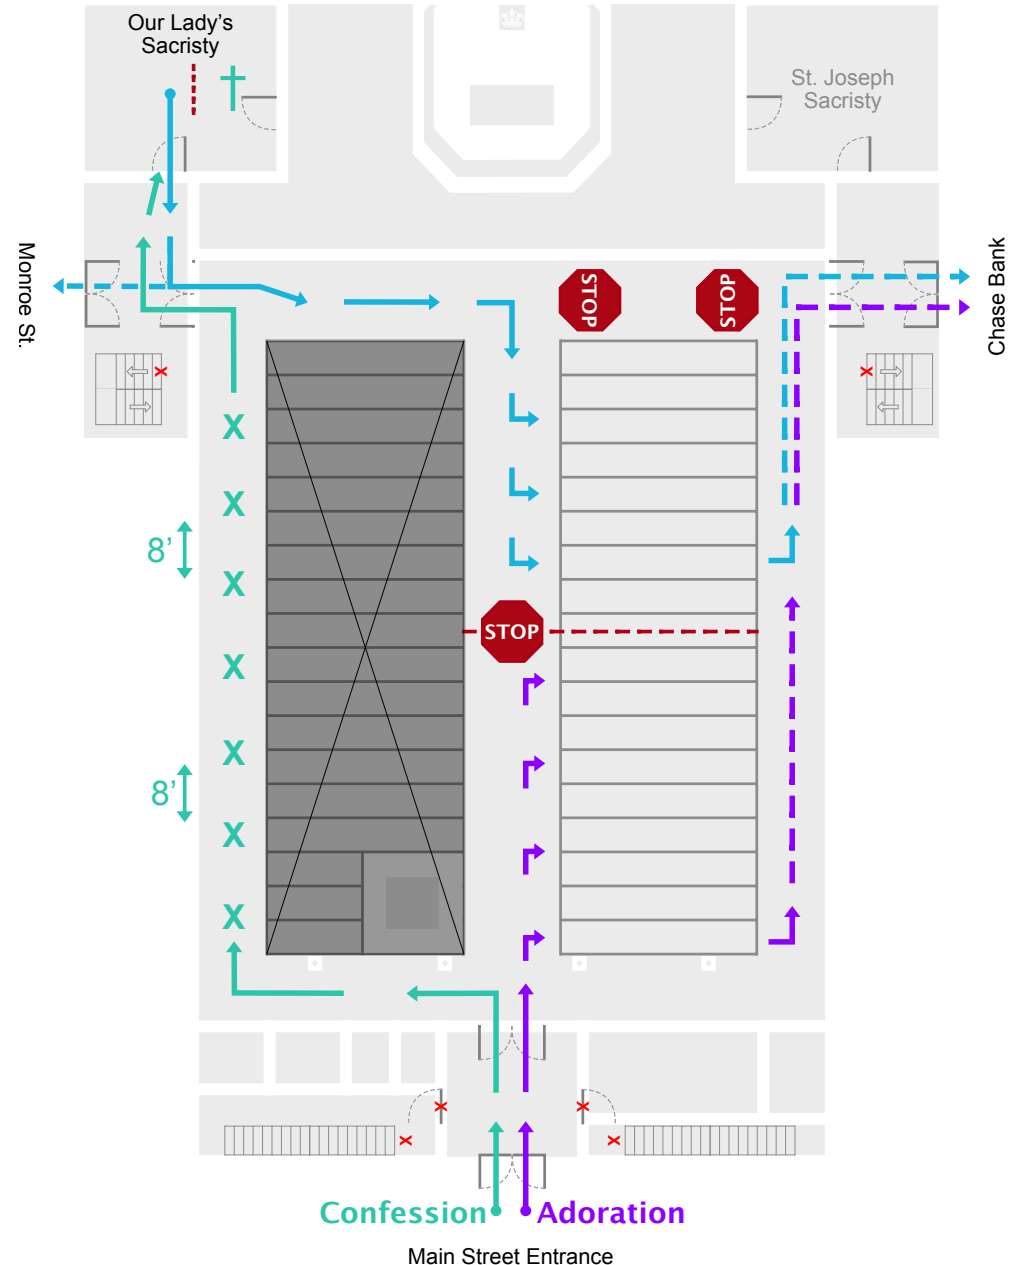 Our Lady’s
Sacristy
St. Joseph
Sacristy
Monroe St.
Chase Bank
STOP
STOP
X
X
X
X
8’
X
STOP
X
X
8’
X
X
X
X
X
X
Confession
Adoration
Main Street Entrance